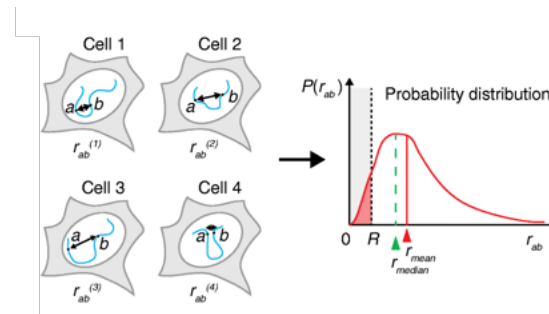 Cell 1
Cell 2
a b
a b
r_ab^(1)
r_ab^(2)
Cell 3
Cell 4
a b
a b
r_ab^(3)
r_ab^(4)
P(r_ab)
Probability distribution
0 R
r_mean
r_median
r_ab